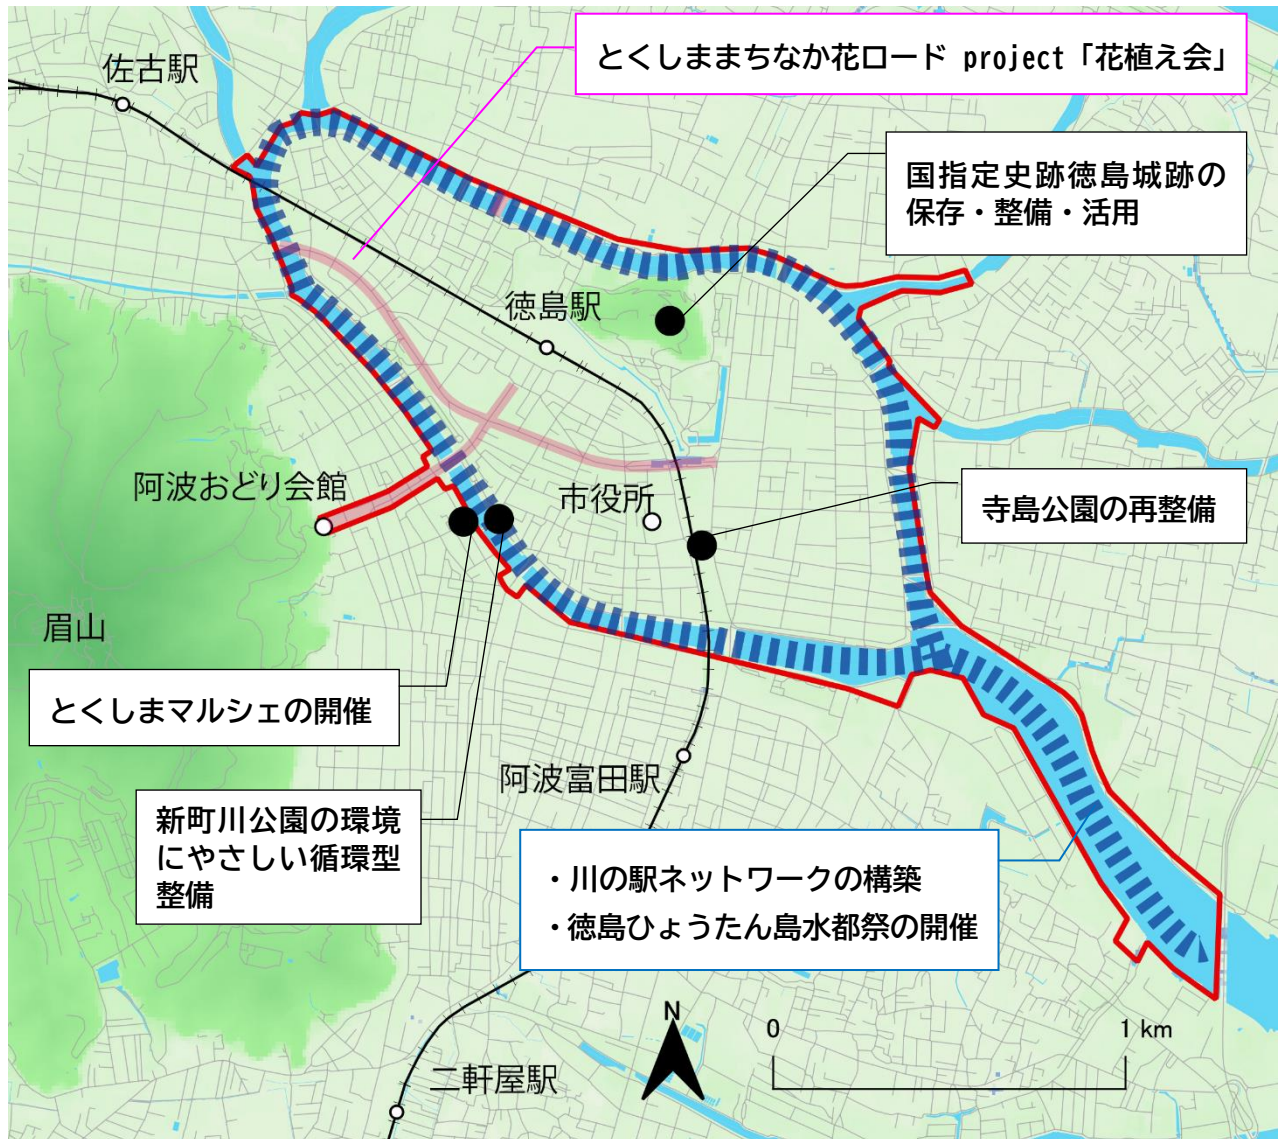 とくしままちなか花ロード project「花植え会」
佐古駅
国指定史跡徳島城跡の
保存・整備・活用
徳島駅
阿波おどり会館
市役所
寺島公園の再整備
眉山
とくしまマルシェの開催
阿波富田駅
新町川公園の環境
にやさしい循環型
整備
・川の駅ネットワークの構築
・徳島ひょうたん島水都祭の開催
N
0
1 km
二軒屋駅